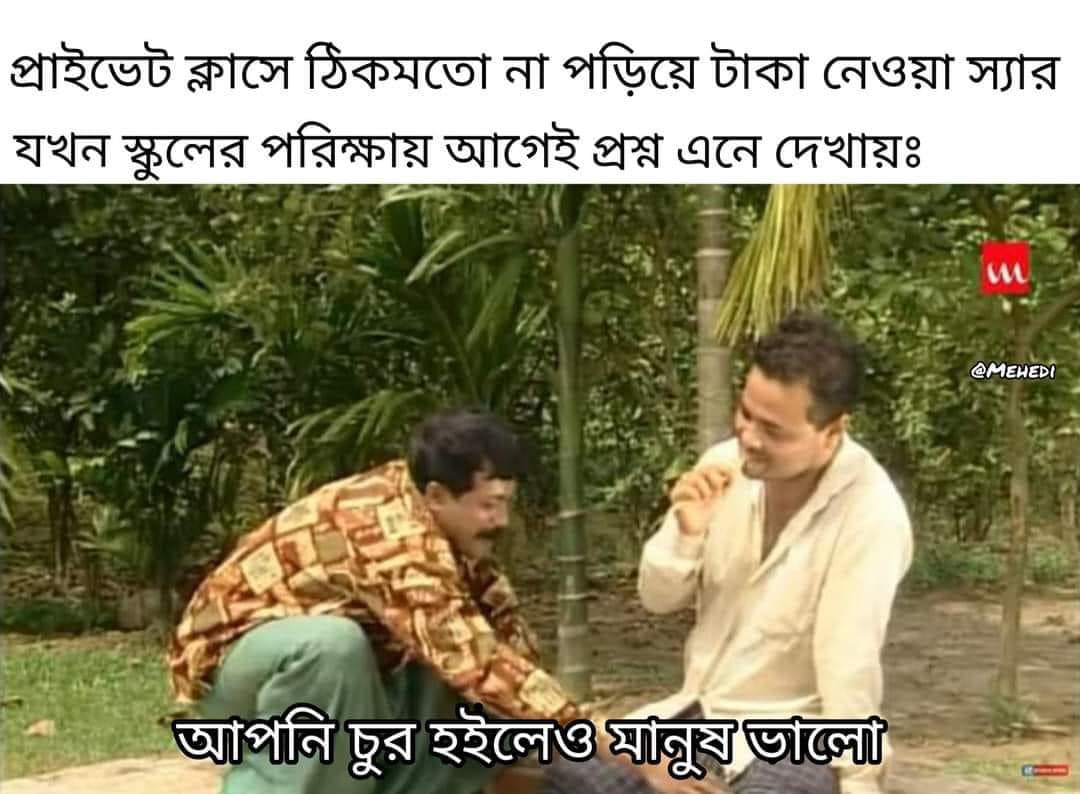 প্রাইভেট ক্লাসে ঠিকমতো না পড়িয়ে টাকা নেওয়া স্যার
যখন স্কুলের পরিক্ষায় আগেই প্রশ্ন এনে দেখায়ঃ
@MEHEDI
আপনি চুর হইলেও মানুষ ভালো